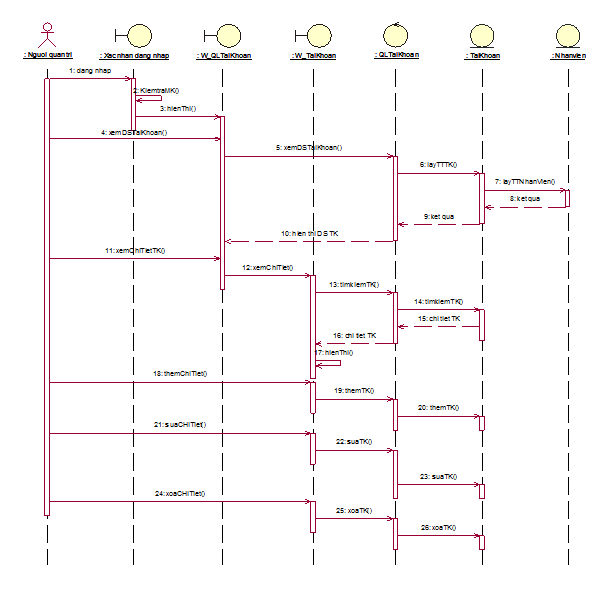 : Nguoi quan tri
: Xac nhan dang nhap
: W_QLTaiKhoan
: W_TaiKhoan
: QLTaiKhoan
: TaiKhoan
: Nhanvien
1: dang nhap
2: KiemtraMK()
3: hienThi()
4: xemDSTaiKhoan()
5: xemDSTaiKhoan()
6: layTTTK()
7: layTTNhanVien()
8: ket qua
9: ket qua
10: hien thi DS TK
11: xemChiTietTK()
12: xemChiTiet()
13: timkiemTK()
14: timkiemTK()
15: chi tiet TK
16: chi tiet TK
17: hienThi()
18: themChiTiet()
19: themTK()
20: themTK()
21: suaChiTiet()
22: suaTK()
23: suaTK()
24: xoaChiTiet()
25: xoaTK()
26: xoaTK()